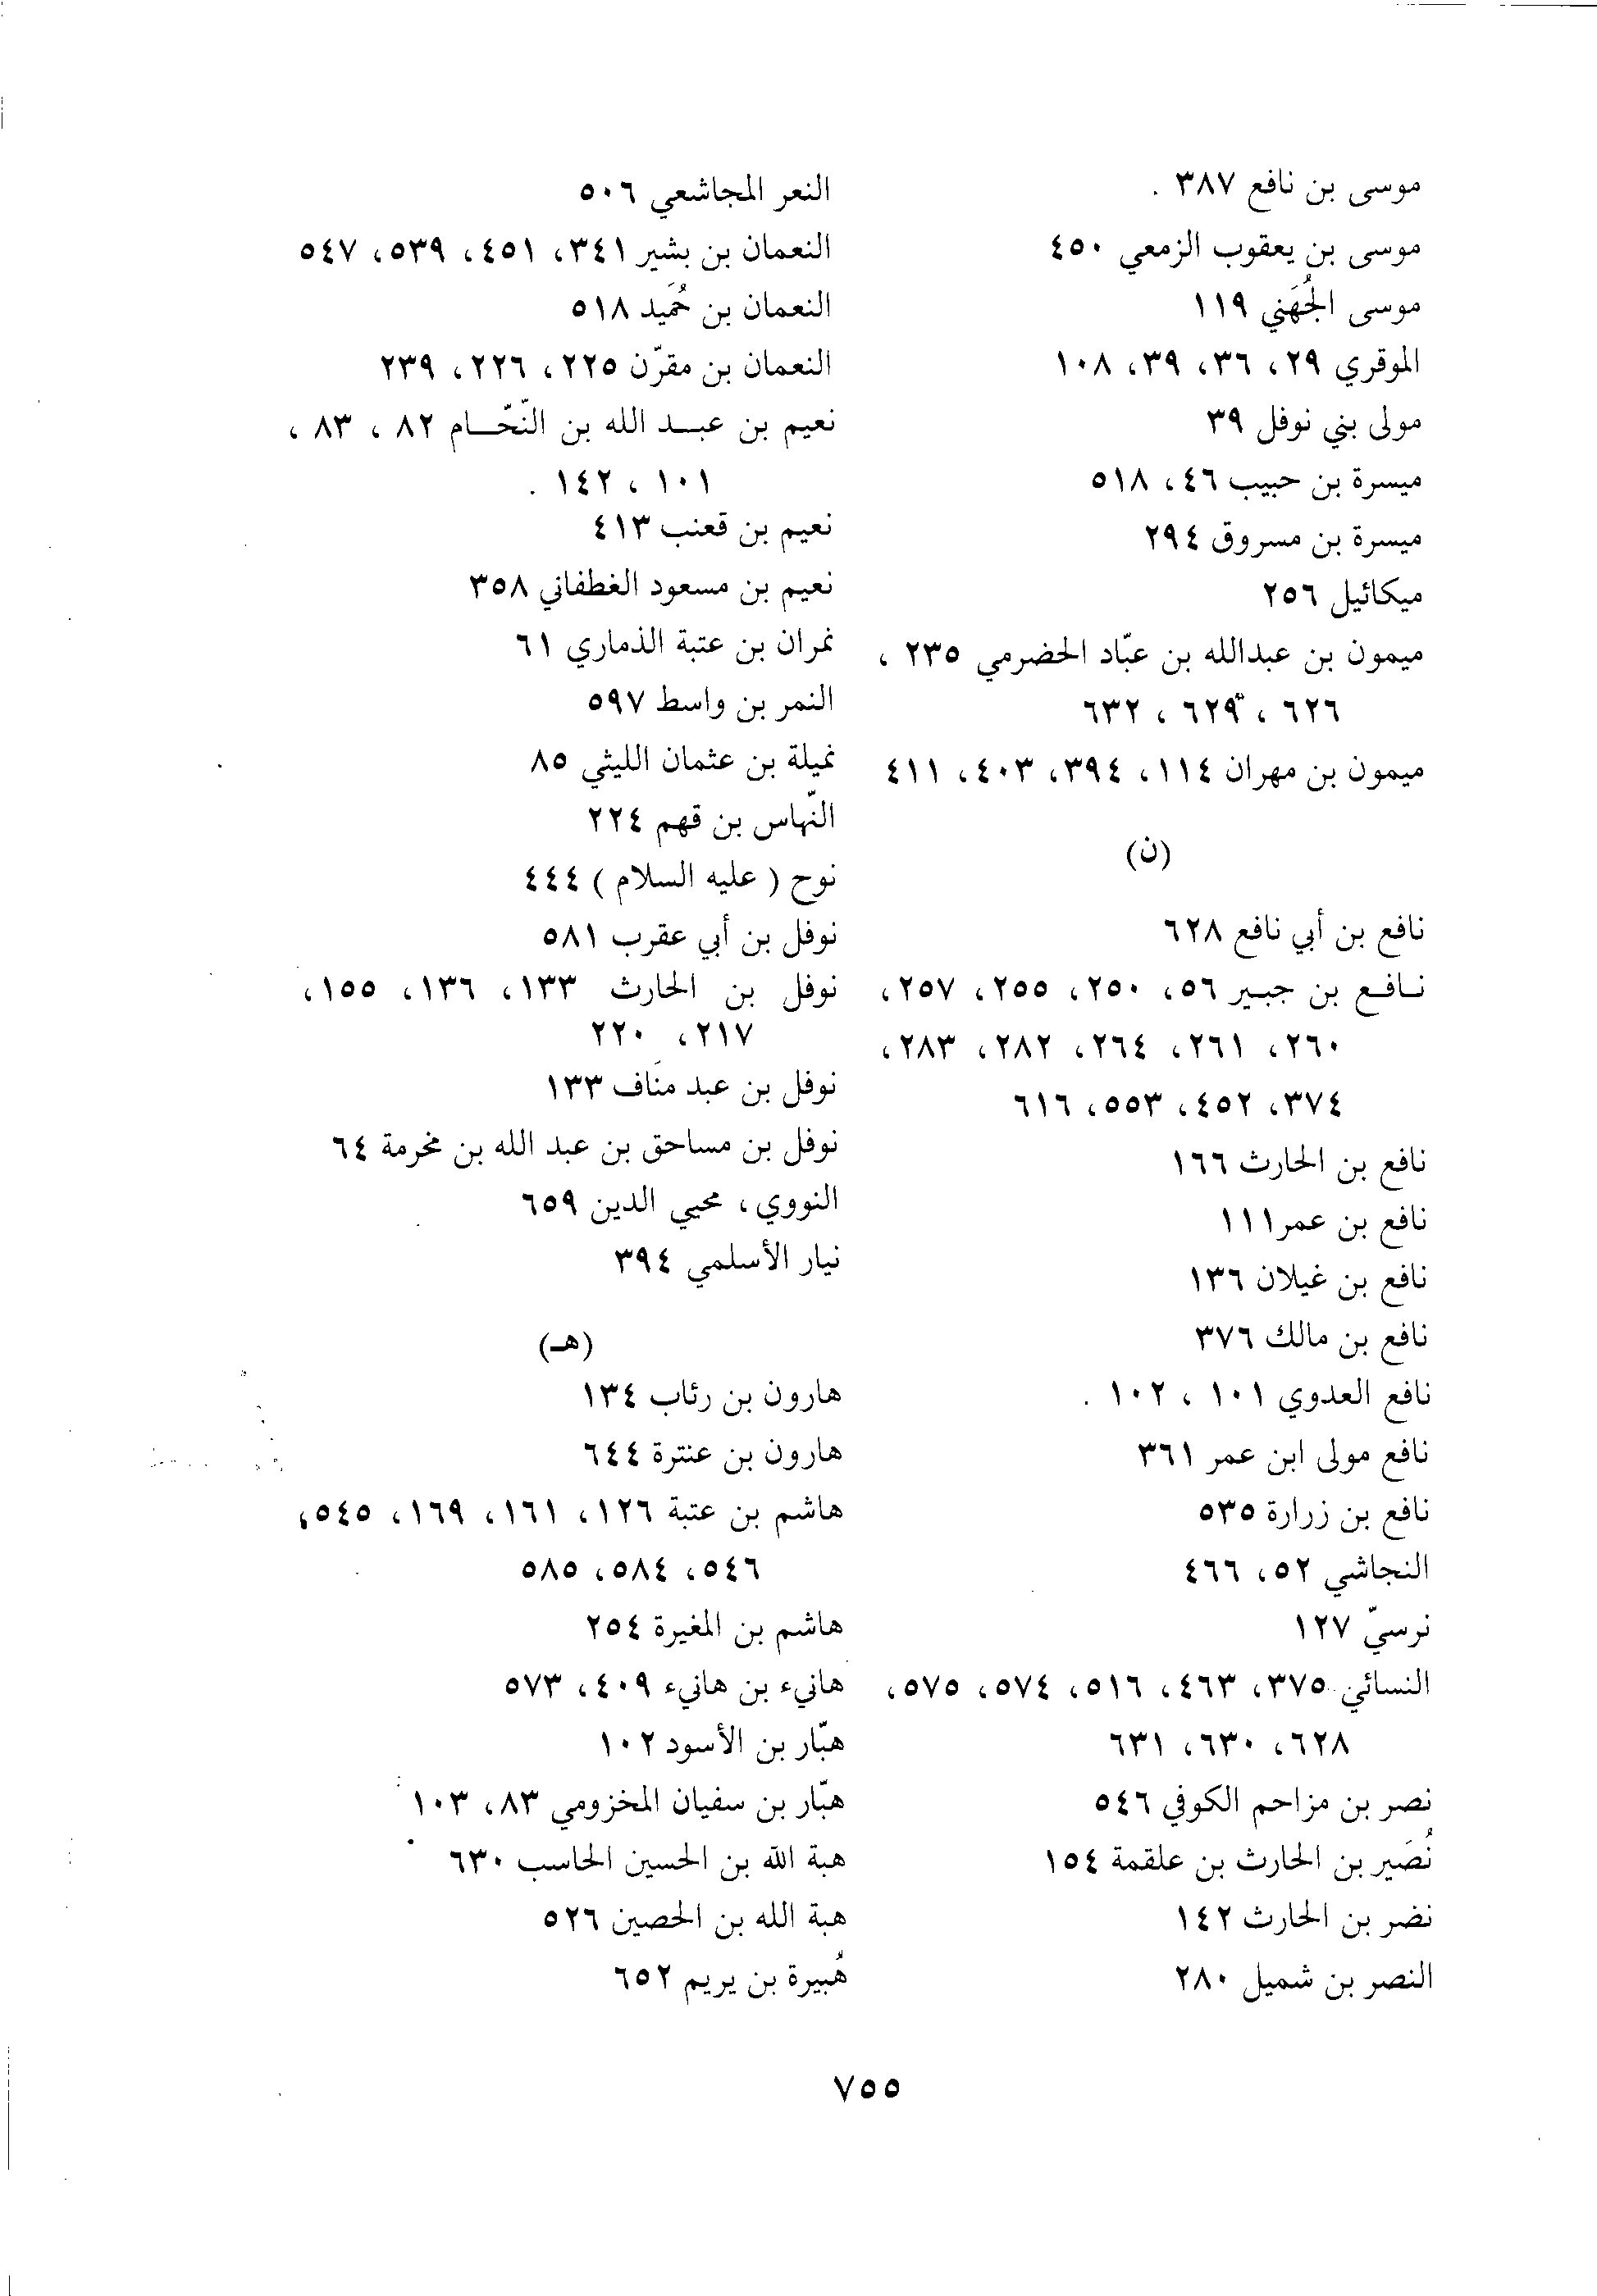 موسى بن نافع ٣٨٧ .
موسى بن يعقوب الزمعي ٤٥٠
موسى الجُهَني ١١٩
الموقري ٢٩، ٣٦، ٣٩، ١٠٨
مولى بني نوفل ٣٩
ميسرة بن حبيب ٤٦، ٥١٨
ميسرة بن مسروق ٢٩٤
ميكائيل ٢٥٦
ميمون بن عبدالله بن عبّاد الحضرمي ٢٣٥ ،
٦٢٦ ، ٦٢٩ ، ٦٣٢
ميمون بن مهران ١١٤، ٣٩٤، ٤٠٣، ٤١١
(ن)
نافع بن أبي نافع ٦٢٨
نـافـع بن جبـير ٥٦، ٢٥٠، ٢٥٥، ٢٥٧،
٢٦٠، ٢٦١، ٢٦٤، ٢٨٢، ٢٨٣،
٣٧٤، ٤٥٢، ٥٥٣، ٦١٦
نافع بن الحارث ١٦٦
نافع بن عمر١١١
نافع بن غيلان ١٣٦
نافع بن مالك ٣٧٦
نافع العدوي ١٠١ ، ١٠٢ .
نافع مولى ابن عمر ٣٦١
نافع بن زرارة ٥٣٥
النجاشي ٥٢، ٤٦٦
نرسيّ ١٢٧
النسائي ٣٧٥، ٤٦٣، ٥١٦، ٥٧٤، ٥٧٥،
٦٢٨، ٦٣٠، ٦٣١
نصر بن مزاحم الكوفي ٥٤٦
نُصَير بن الحارث بن علقمة ١٥٤
نضر بن الحارث ١٤٢
النصر بن شميل ٢٨٠
النعر المجاشعي ٥٠٦
النعمان بن بشير ٣٤١، ٤٥١، ٥٣٩، ٥٤٧
النعمان بن حُمَيد ٥١٨
النعمان بن مقرّن ٢٢٥، ٢٢٦، ٢٣٩
نعيم بن عبـــد الله بن النّحّـــام ٨٢ ، ٨٣ ،
١٠١ ، ١٤٢ .
نعيم بن قعنب ٤١٣
نعيم بن مسعود الغطفاني ٣٥٨
نمران بن عتبة الذماري ٦١
النمر بن واسط ٥٩٧
نميلة بن عثمان الليثي ٨٥
النّهاس بن قهم ٢٢٤
نوح ( عليه السلام ) ٤٤٤
نوفل بن أبي عقرب ٥٨١
نوفل بن الحارث ١٣٣، ١٣٦، ١٥٥،
٢١٧، ٢٢٠
نوفل بن عبد منَاف ١٣٣
نوفل بن مساحق بن عبد الله بن مخرمة ٦٤
النووي، محيي الدين ٦٥٩
نيار الأسلمي ٣٩٤
(هـ)
هارون بن رئاب ١٣٤
هارون بن عنترة ٦٤٤
هاشم بن عتبة ١٢٦، ١٦١، ١٦٩، ٥٤٥،
٥٤٦، ٥٨٤، ٥٨٥
هاشم بن المغيرة ٢٥٤
هانيء بن هانيء ٤٠٩، ٥٧٣
هبّار بن الأسود ١٠٢
هبّار بن سفيان المخزومي ٨٣، ١٠٣
هبة الله بن الحسين الحاسب ٦٣٠
هبة الله بن الحصين ٥٢٦
هُبيرة بن يريم ٦٥٢
٧٥٥